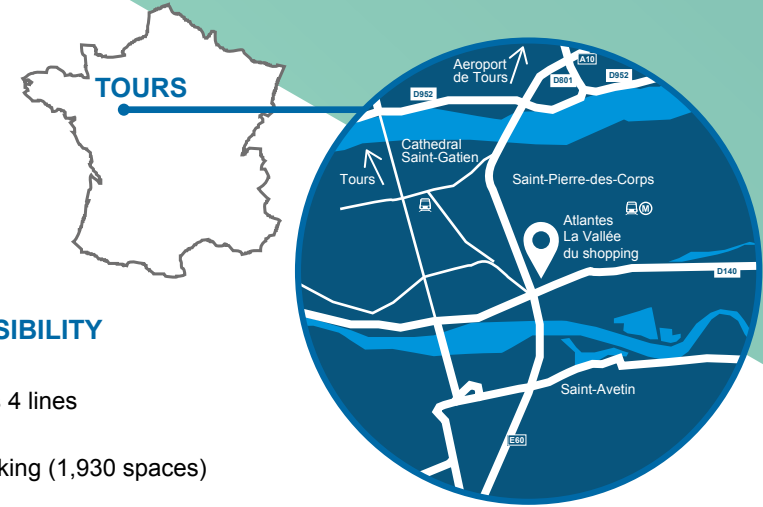 TOURS
Aeroport
de Tours
A10
D801
D952
D952
Cathedral
Saint-Gatien
Tours
Saint-Pierre-des-Corps
M
Atlantes
La Vallée
du shopping
D140
SIBILITY
4 lines
Saint-Avetin
king (1,930 spaces)
E60